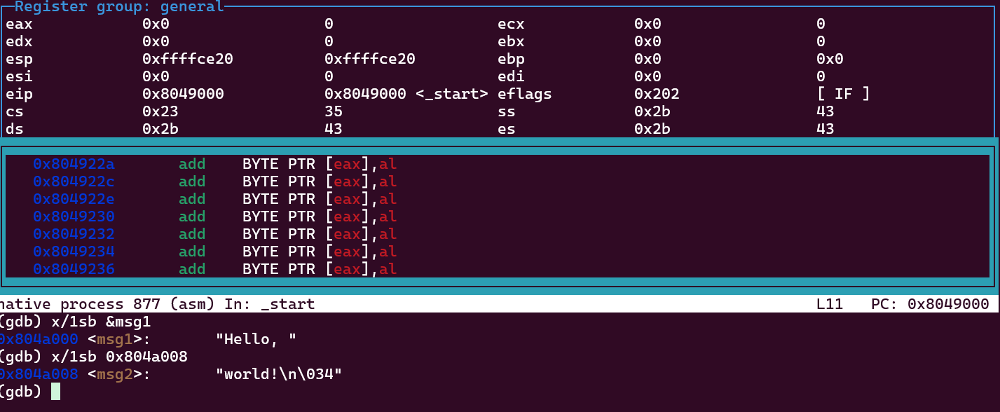 Register group: general
eax 0x0 0 ecx 0x0 0
edx 0x0 0 ebx 0x0 0
esp 0xffffce20 0xffffce20 ebp 0x0 0x0
esi 0x0 0 edi 0x0 0
eip 0x8049000 0x8049000 <_start> eflags 0x202 [ IF ]
cs 0x23 35 ss 0x2b 43
ds 0x2b 43 es 0x2b 43
0x804922a add BYTE PTR [eax],al
0x804922c add BYTE PTR [eax],al
0x804922e add BYTE PTR [eax],al
0x8049230 add BYTE PTR [eax],al
0x8049232 add BYTE PTR [eax],al
0x8049234 add BYTE PTR [eax],al
0x8049236 add BYTE PTR [eax],al
native process 877 (asm) In: _start L11 PC: 0x8049000
(gdb) x/1sb &msg1
0x804a000 <msg1>: "Hello, "
(gdb) x/1sb 0x804a008
0x804a008 <msg2>: "world!\n\034"
(gdb)